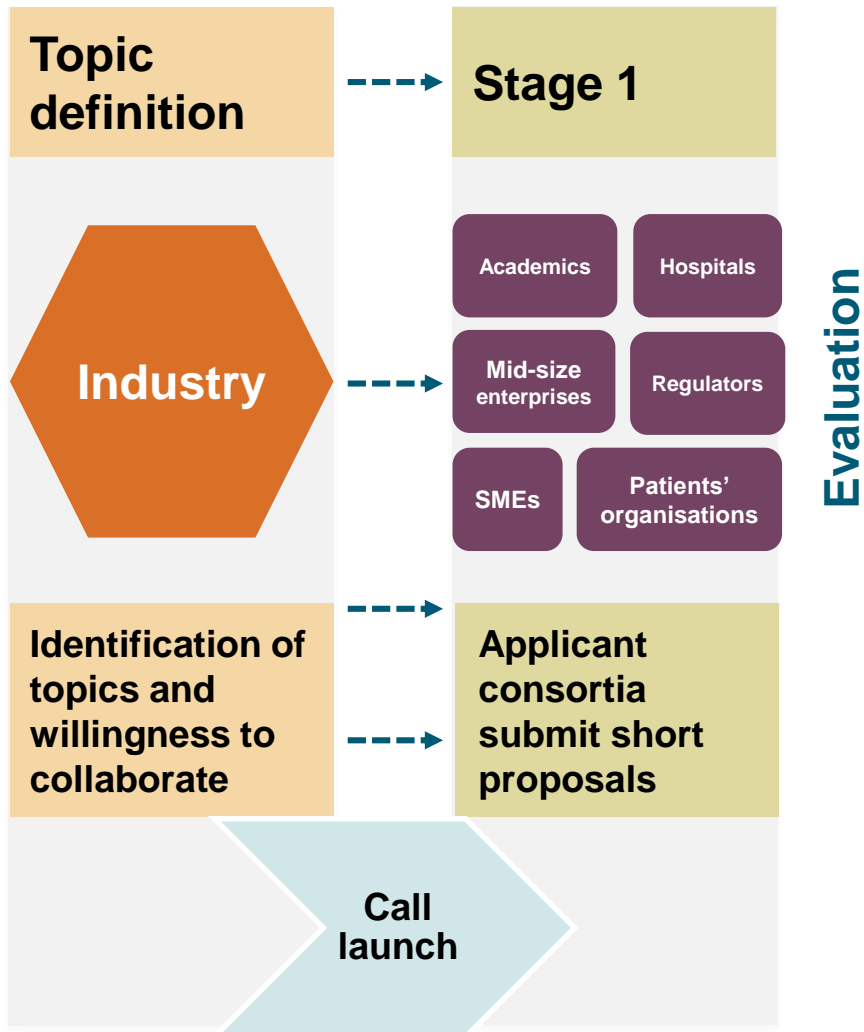 Topic
definition
Stage 1
Industry
Academics
Hospitals
Mid-size
enterprises
Regulators
SMEs
Patients’
organisations
Evaluation
Identification of
topics and
willingness to
collaborate
Applicant
consortia
submit short
proposals
Call
launch